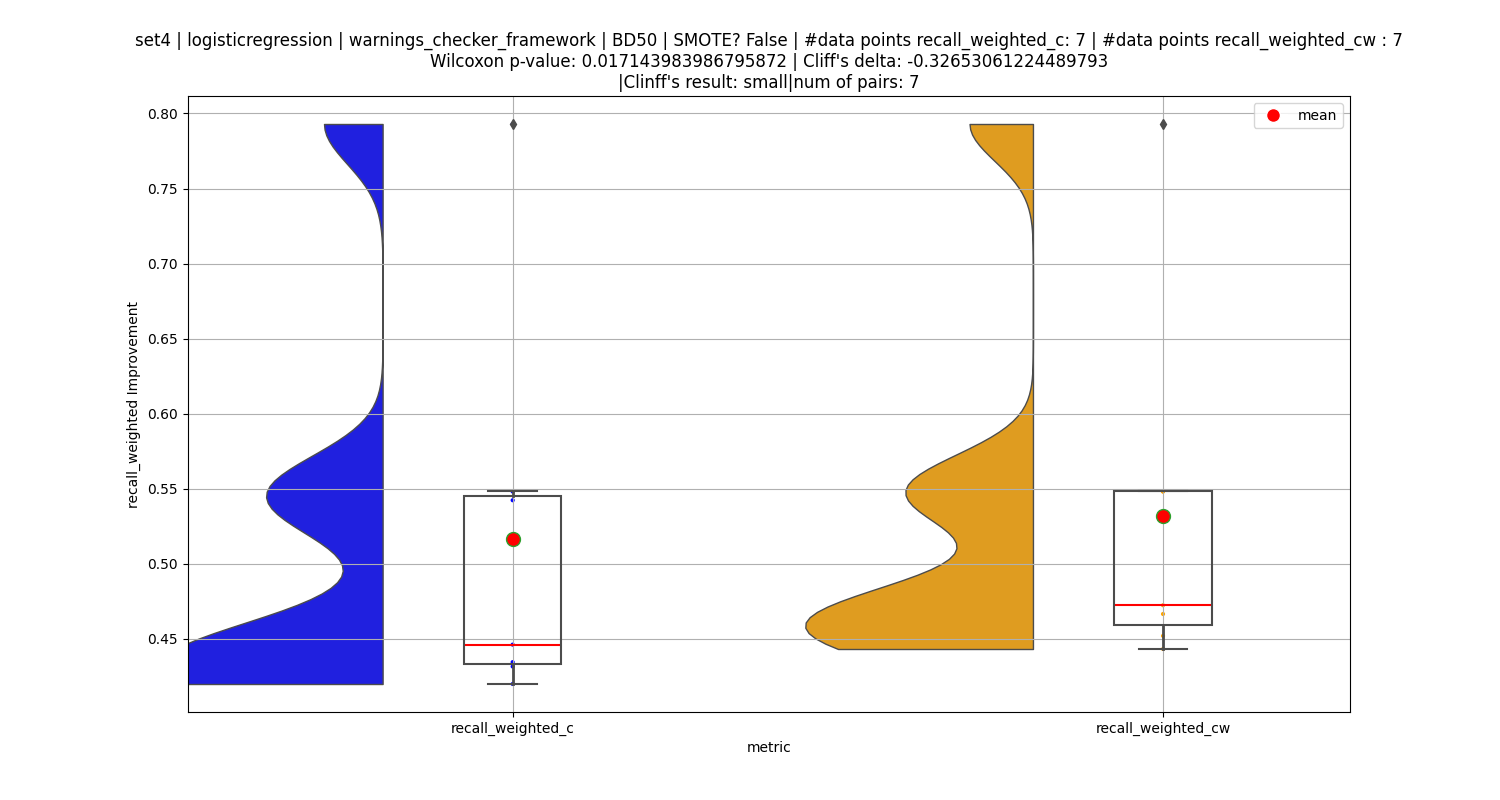 set4 | logisticregression | warnings_checker_framework | BD50 | SMOTE? False | #data points recall_weighted_c: 7 | #data points recall_weighted_cw : 7
Wilcoxon p-value: 0.017143983986795872 | Cliff's delta: -0.32653061224489793
|Clinff's result: small|num of pairs: 7
mean
0.80
0.75
0.70
0.65
0.60
0.55
0.50
0.45
recall_weighted Improvement
recall_weighted_c
recall_weighted_cw
metric